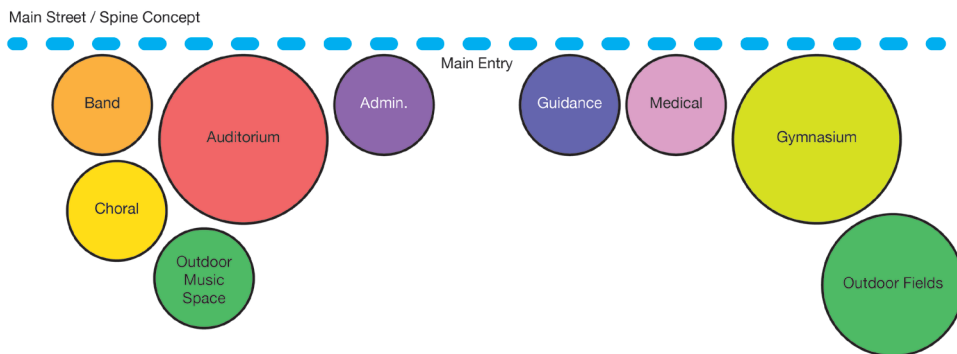 Main Street / Spine Concept
Main Entry
Band
Auditorium
Admin.
Guidance
Medical
Gymnasium
Choral
Outdoor
Music
Space
Outdoor Fields